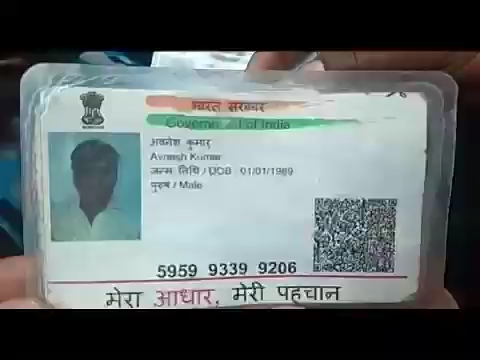 भारत सरकार
Government of India
अवनेश कुमार
Avnesh Kumar
जन्म तिथि / DOB 01/01/1989
पुरुष / Male
5959 9339 9206
मेरा आधार, मेरी पहचान